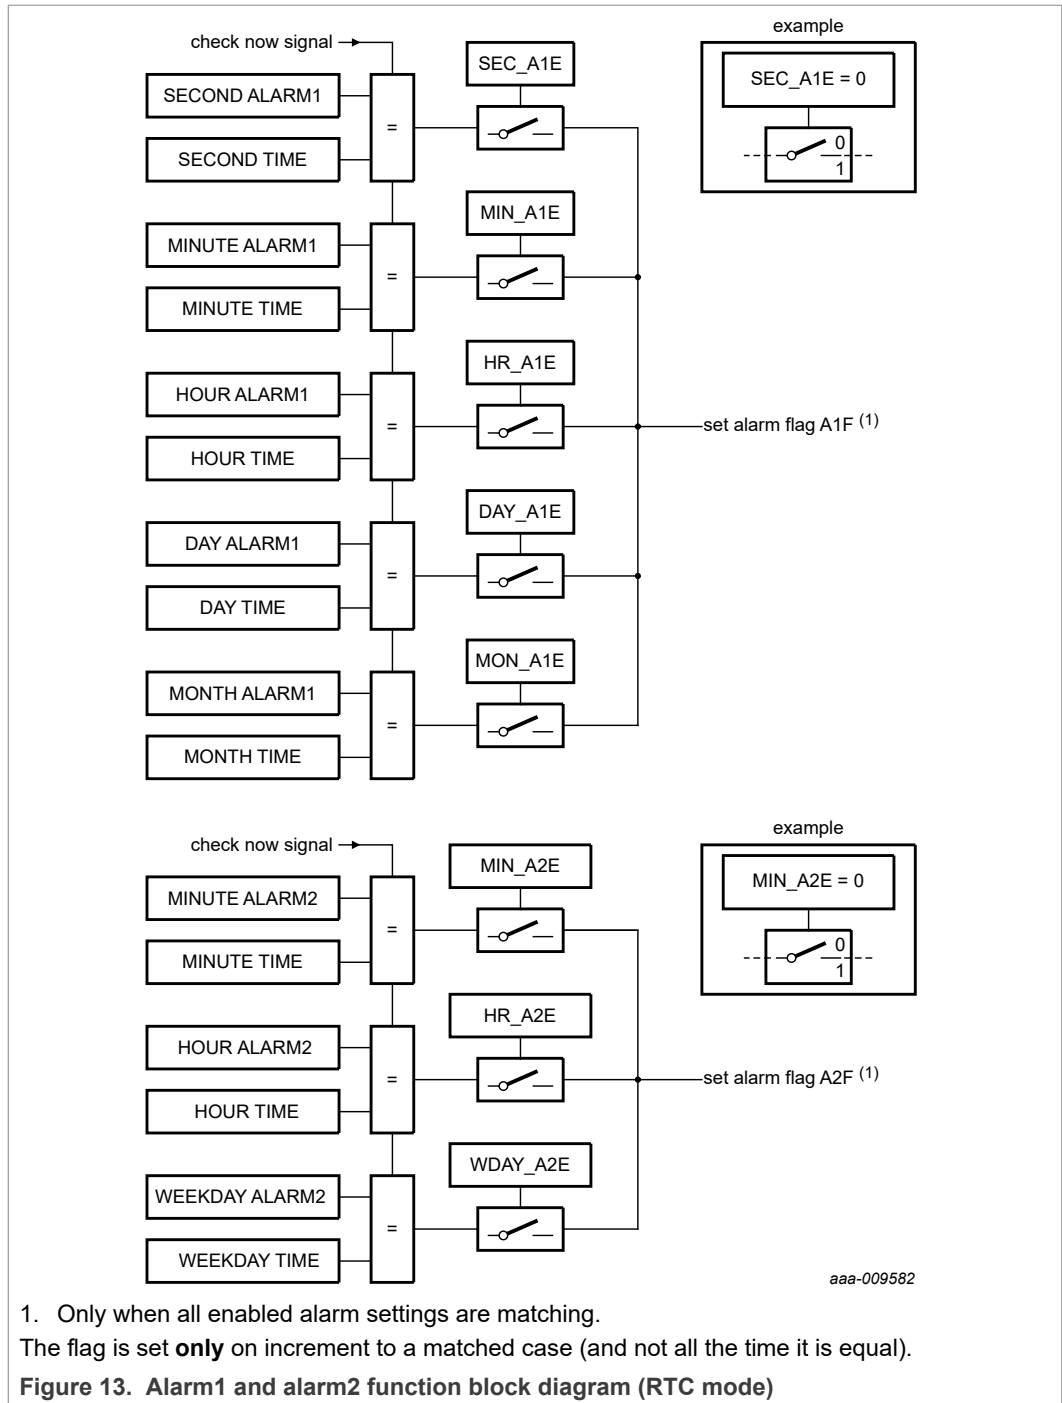 check now signal
SECOND ALARM1
SECOND TIME
=
SEC_A1E
example
SEC_A1E = 0
0
1
MINUTE ALARM1
MINUTE TIME
=
MIN_A1E
HOUR ALARM1
HOUR TIME
=
HR_A1E
set alarm flag A1F (1)
DAY ALARM1
DAY TIME
=
DAY_A1E
MONTH ALARM1
MONTH TIME
=
MON_A1E
check now signal
MINUTE ALARM2
MINUTE TIME
=
MIN_A2E
example
MIN_A2E = 0
0
1
HOUR ALARM2
HOUR TIME
=
HR_A2E
set alarm flag A2F (1)
WEEKDAY ALARM2
WEEKDAY TIME
=
WDAY_A2E
aaa-009582
1. Only when all enabled alarm settings are matching.
The flag is set only on increment to a matched case (and not all the time it is equal).
Figure 13. Alarm1 and alarm2 function block diagram (RTC mode)